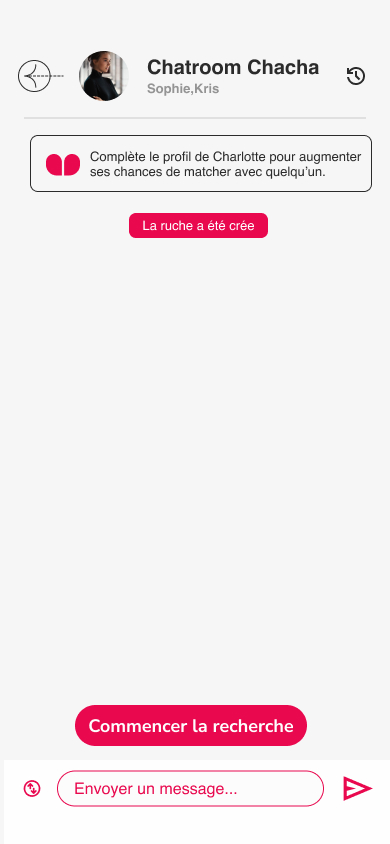 Chatroom Chacha
Sophie,Kris
Complète le profil de Charlotte pour augmenter
ses chances de matcher avec quelqu'un.
La ruche a été crée
Commencer la recherche
Envoyer un message...